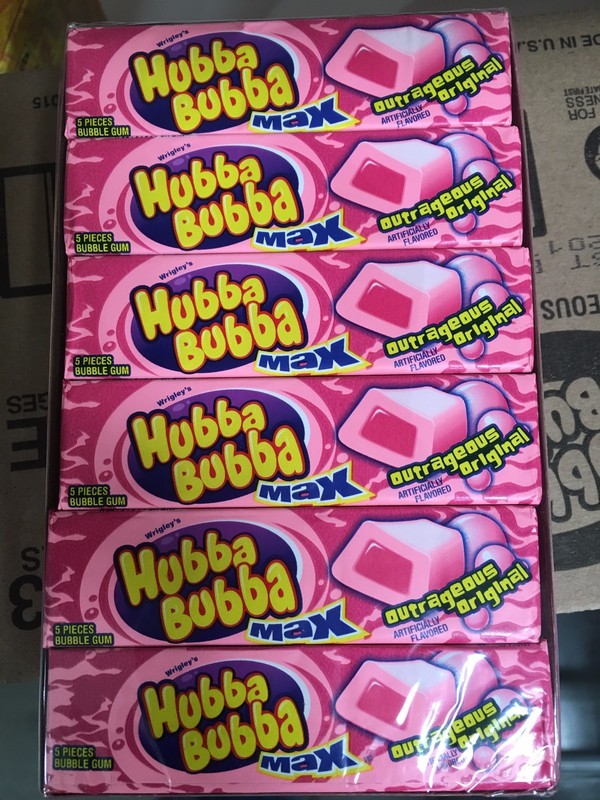 Wrigley's
Hubba
Bubba
max
outrageous
original
ARTIFICIALLY
FLAVORED
5 PIECES
BUBBLE GUM
Wrigley's
Hubba
Bubba
max
outrageous
original
ARTIFICIALLY
FLAVORED
5 PIECES
BUBBLE GUM
Wrigley's
Hubba
Bubba
max
outrageous
original
ARTIFICIALLY
FLAVORED
5 PIECES
BUBBLE GUM
Wrigley's
Hubba
Bubba
max
outrageous
original
ARTIFICIALLY
FLAVORED
5 PIECES
BUBBLE GUM
Wrigley's
Hubba
Bubba
max
outrageous
original
ARTIFICIALLY
FLAVORED
5 PIECES
BUBBLE GUM
Wrigley's
Hubba
Bubba
max
outrageous
original
5 PIECES
BUBBLE GUM
DE IN U.S.
FOR